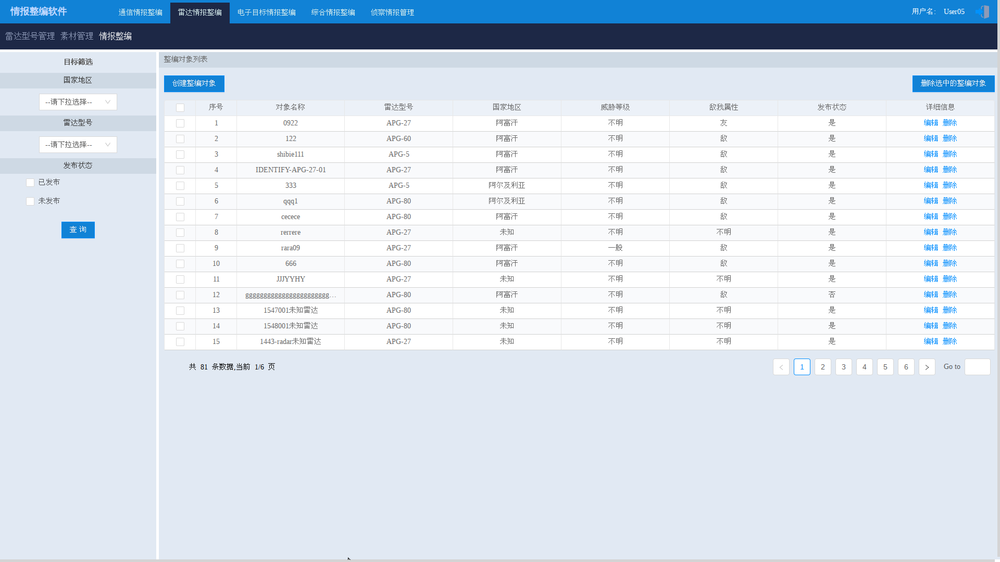 情报整编软件 通信情报整编 雷达情报整编 电子目标情报整编 综合情报整编 侦察情报管理 用户名: User05
雷达型号管理 素材管理 情报整编
目标筛选
国家地区
--请下拉选择--
雷达型号
--请下拉选择--
发布状态
已发布
未发布
查 询
整编对象列表
创建整编对象 删除选中的整编对象
序号 对象名称 雷达型号 国家地区 威胁等级 敌我属性 发布状态 详细信息
1 0922 APG-27 阿富汗 不明 友 是 编辑 删除
2 122 APG-60 阿富汗 不明 敌 是 编辑 删除
3 shibie111 APG-5 阿富汗 不明 敌 是 编辑 删除
4 IDENTIFY-APG-27-01 APG-27 阿富汗 不明 敌 是 编辑 删除
5 333 APG-5 阿尔及利亚 不明 敌 是 编辑 删除
6 qqq1 APG-80 阿尔及利亚 不明 敌 是 编辑 删除
7 cecece APG-80 阿富汗 不明 敌 是 编辑 删除
8 rerrere APG-27 未知 不明 不明 是 编辑 删除
9 rara09 APG-27 阿富汗 一般 敌 是 编辑 删除
10 666 APG-80 阿富汗 不明 敌 是 编辑 删除
11 JJJYYHY APG-27 未知 不明 不明 是 编辑 删除
12 ggggggggggggggggggggggg... APG-80 阿富汗 不明 敌 否 编辑 删除
13 1547001未知雷达 APG-80 未知 不明 不明 是 编辑 删除
14 1548001未知雷达 APG-80 未知 不明 不明 是 编辑 删除
15 1443-radar未知雷达 APG-27 未知 不明 不明 是 编辑 删除
共 81 条数据,当前 1/6 页 < 1 2 3 4 5 6 > Go to